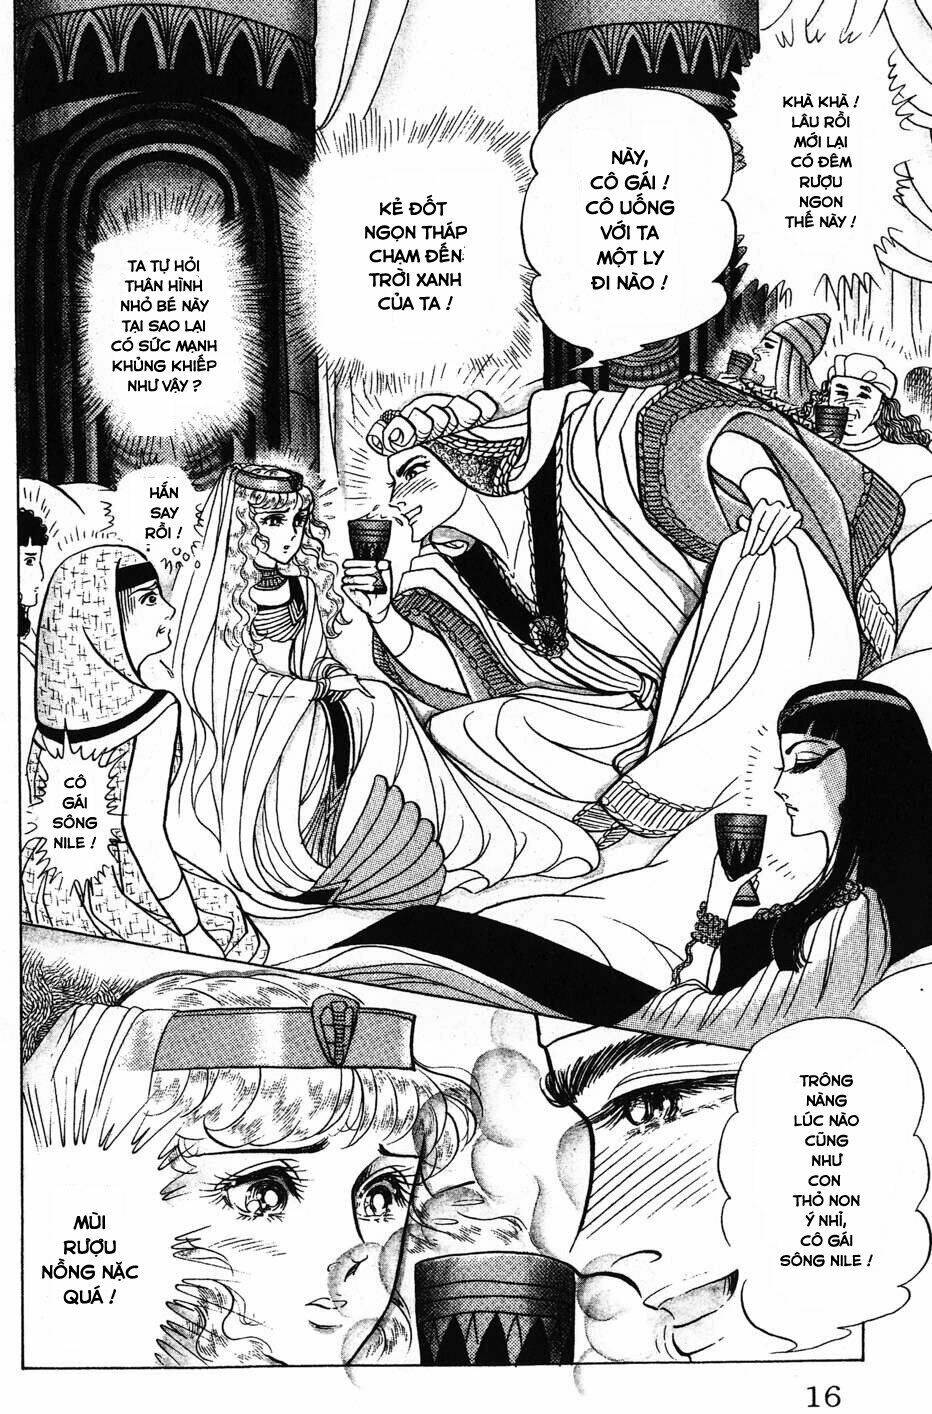 KHÀ KHÀ !
LÂU RỒI
MỚI LẠI
CÓ ĐÊM
RƯỢU
NGON
THẾ NÀY !
NÀY,
CÔ GÁI !
CÔ UỐNG
VỚI TA
MỘT LY
ĐI NÀO !
KẺ ĐỐT
NGỌN THÁP
CHẠM ĐẾN
TRỜI XANH
CỦA TA !
TA TỰ HỎI
THÂN HÌNH
NHỎ BÉ NÀY
TẠI SAO LẠI
CÓ SỨC MẠNH
KHỦNG KHIẾP
NHƯ VẬY ?
HẮN
SAY
RỒI !
CÔ
GÁI
SÔNG
NILE !
TRÔNG
NÀNG
LÚC NÀO
CŨNG
NHƯ
CON
THỎ NON
Ý NHỈ,
CÔ GÁI
SÔNG NILE !
MÙI
RƯỢU
NỒNG NẶC
QUÁ !
16